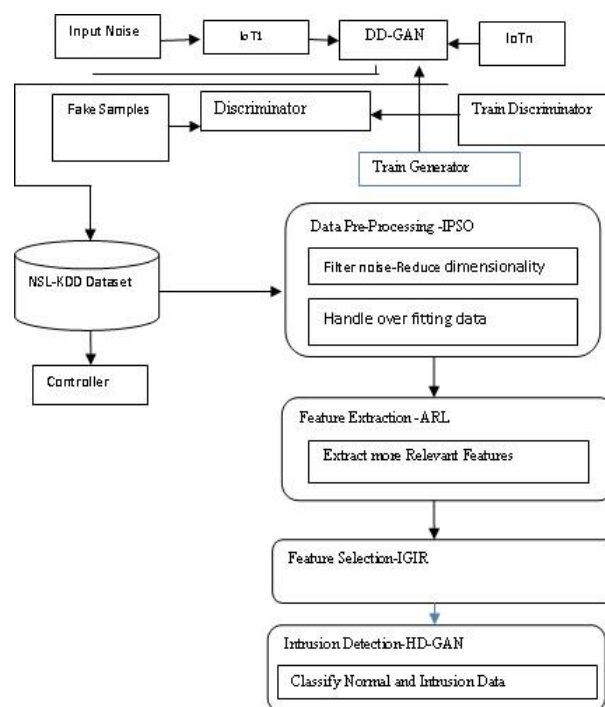 Input Noise
IoT1
DD-GAN
IoTn
Fake Samples
Discriminator
Train Discriminator
Train Generator
Data Pre-Processing -IPSO
Filter noise-Reduce dimensionality
NSL-KDD Dataset
Handle over fitting data
Controller
Feature Extraction -ARL
Extract more Relevant Features
Feature Selection-IGIR
Intrusion Detection-HD-GAN
Classify Normal and Intrusion Data